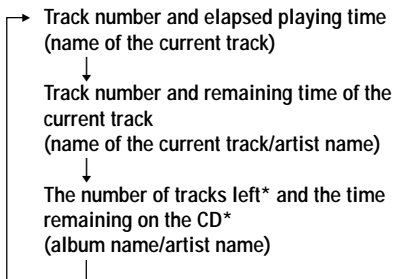 Track number and elapsed playing time
(name of the current track)
Track number and remaining time of the
current track
(name of the current track/artist name)
The number of tracks left* and the time
remaining on the CD*
(album name/artist name)